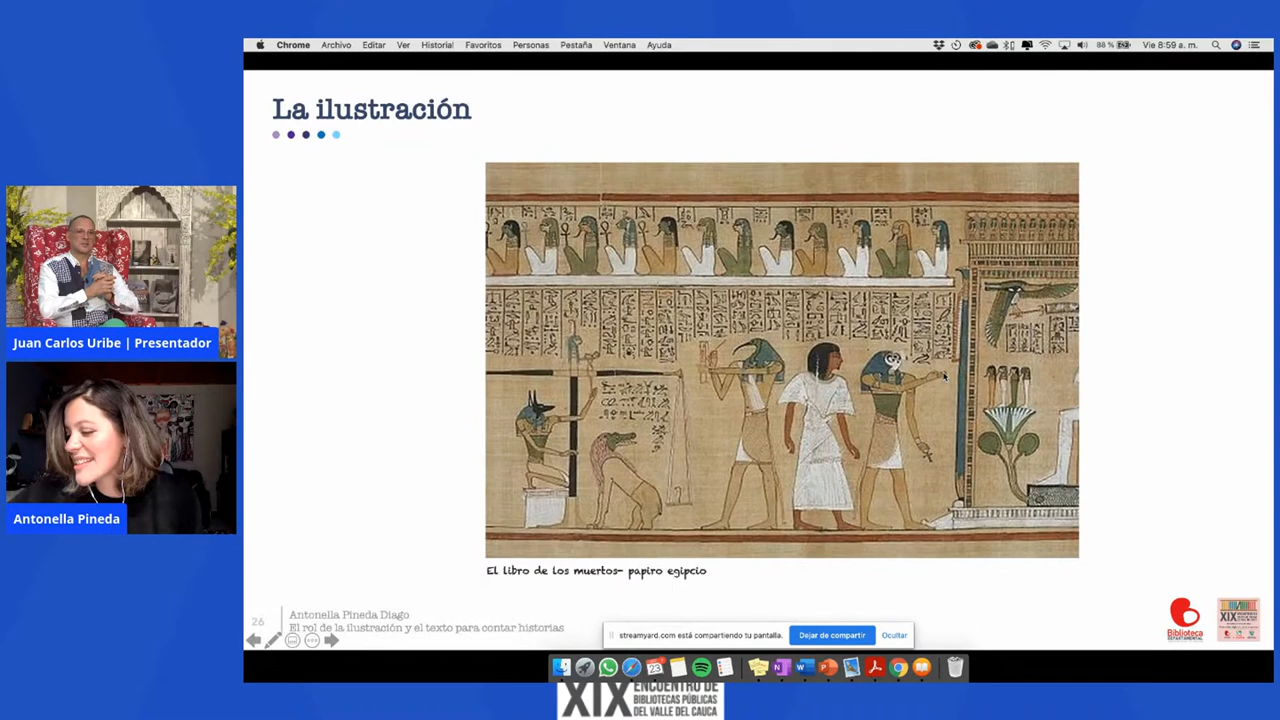 Chrome Archivo Editar Ver Historial Favoritos Personas Pestaña Ventana Ayuda
88 % Vie 8:59 a. m.
La ilustración
Juan Carlos Uribe | Presentador
Antonella Pineda
El libro de los muertos- papiro egipcio
26
Antonella Pineda Diago
El rol de la ilustración y el texto para contar historias
streamyard.com está compartiendo tu pantalla. Dejar de compartir Ocultar
Biblioteca
DEPARTAMENTAL
XIX
23
XIX ENCUENTRO DE
BIBLIOTECAS PÚBLICAS
DEL VALLE DEL CAUCA